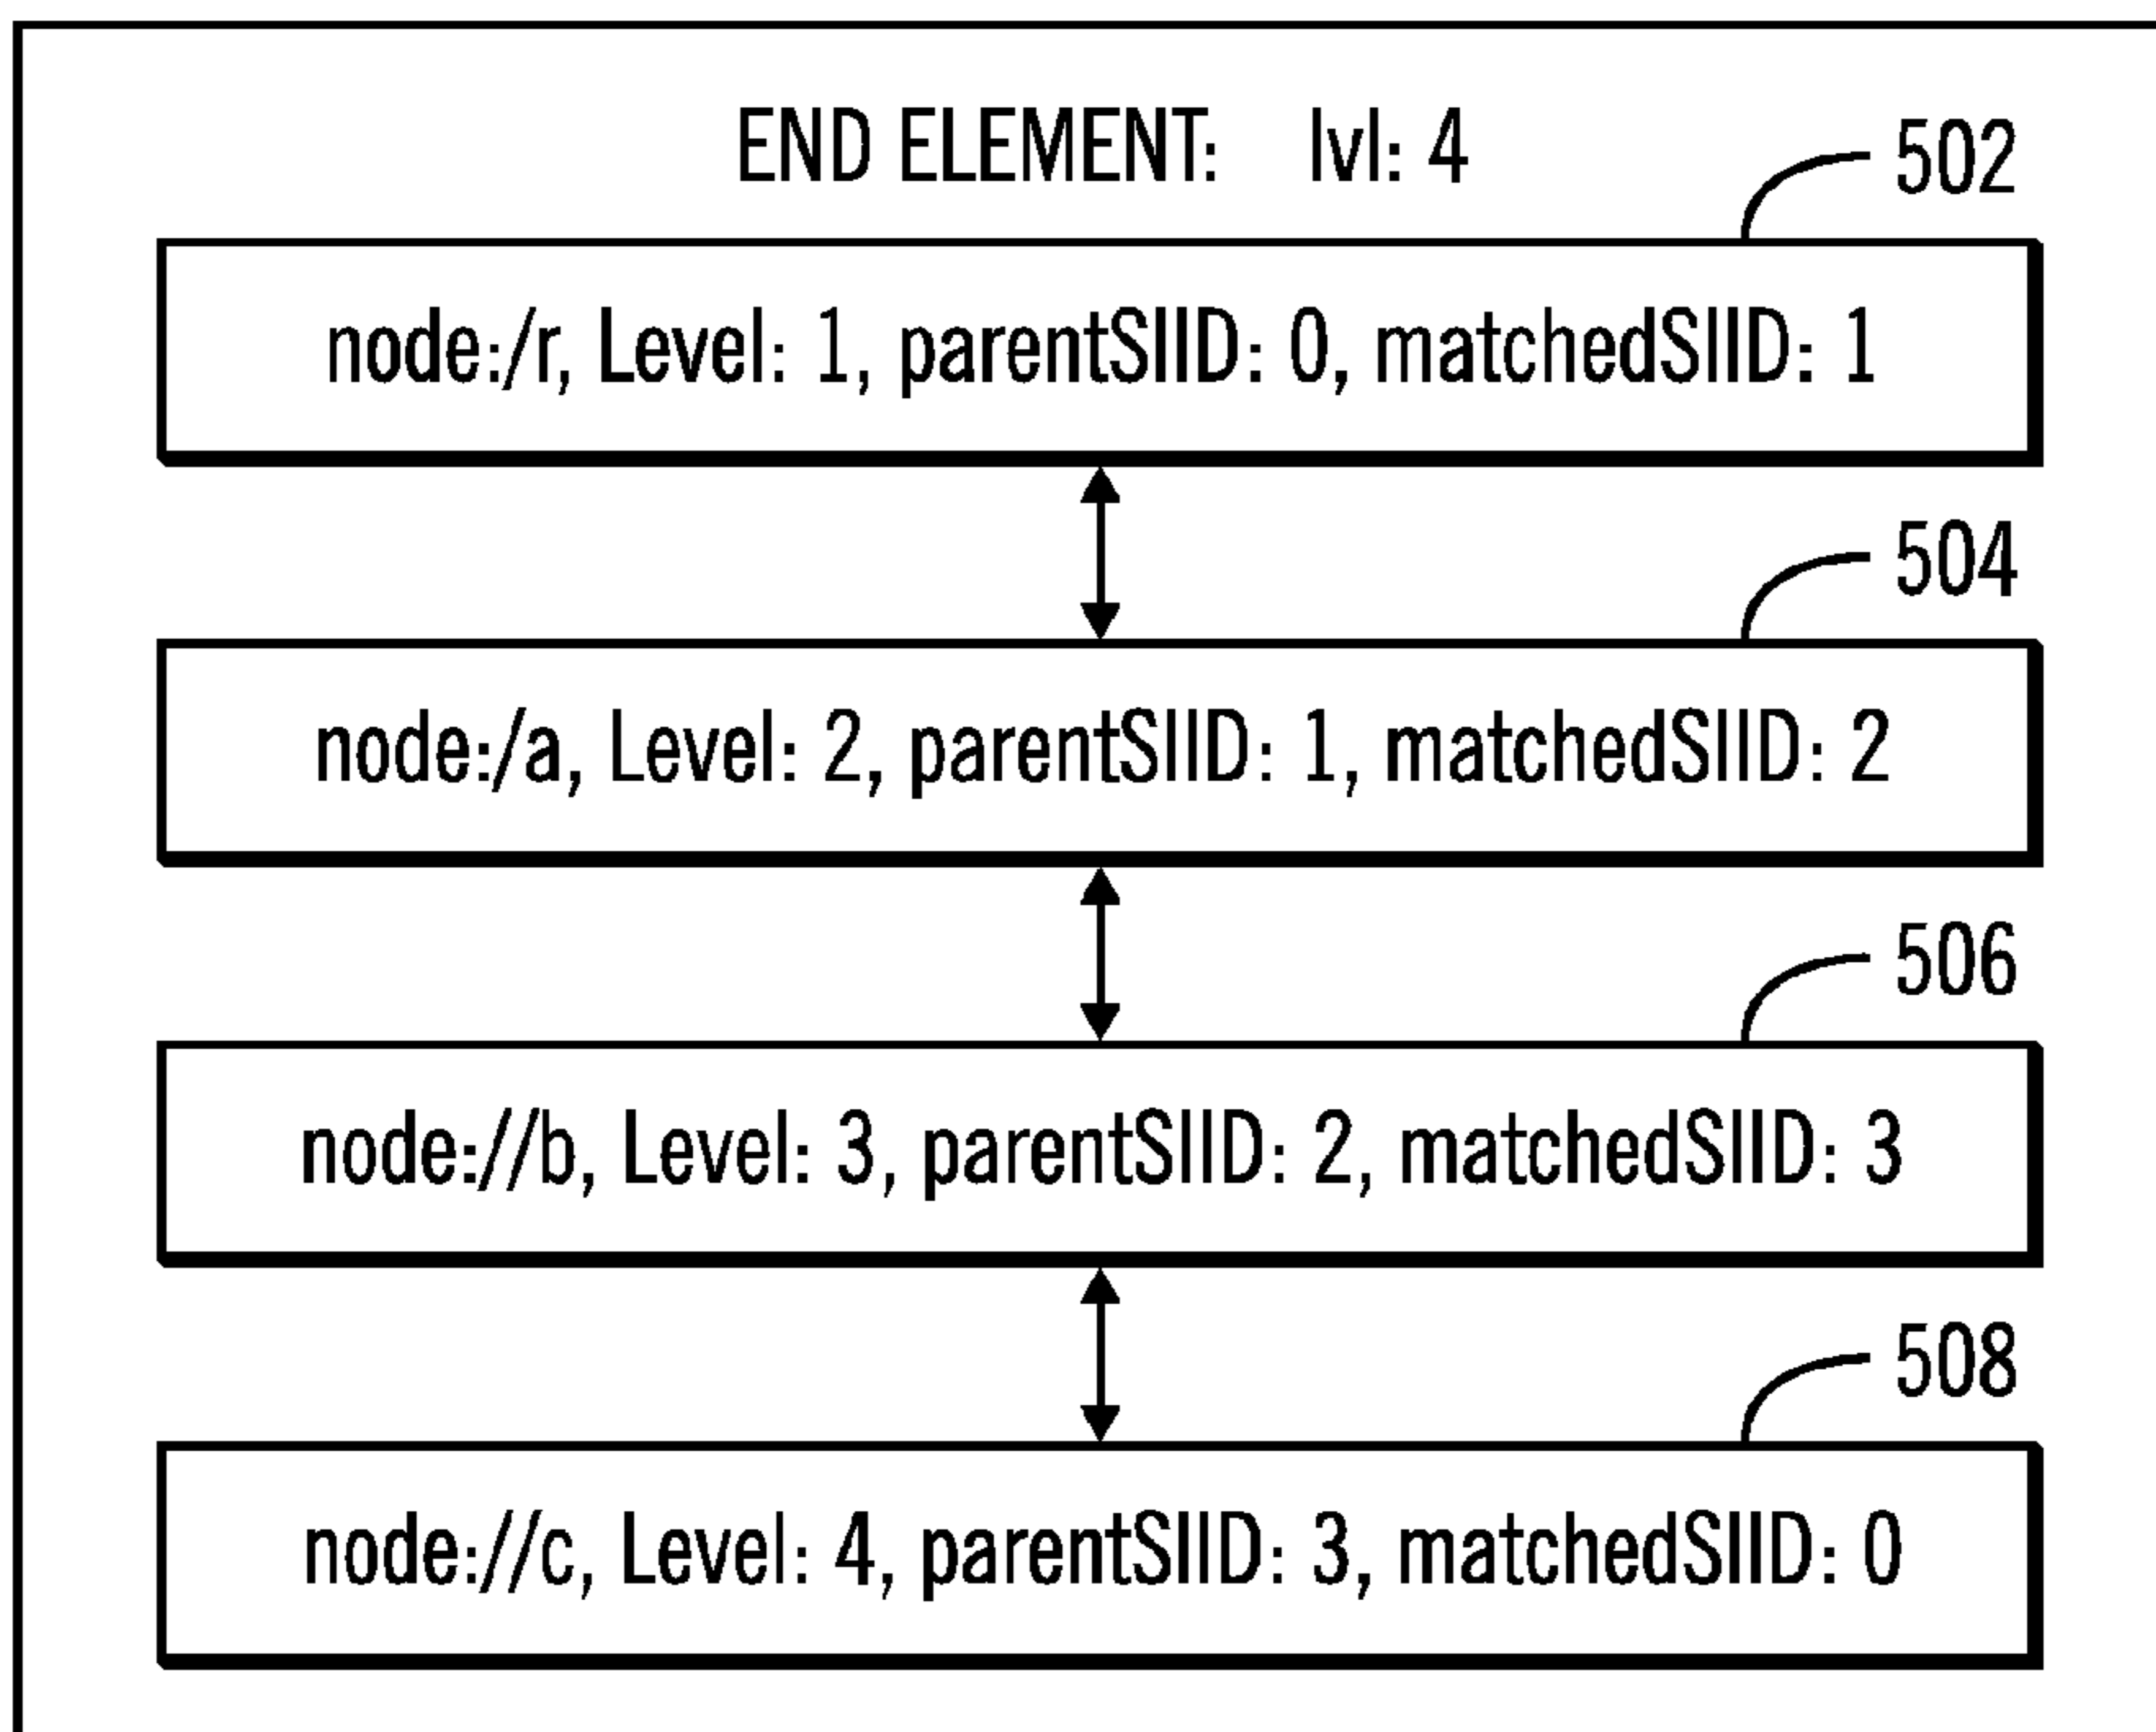 END ELEMENT: lvl: 4
502
node:/r, Level: 1, parentSIID: 0, matchedSIID: 1
504
node:/a, Level: 2, parentSIID: 1, matchedSIID: 2
506
node://b, Level: 3, parentSIID: 2, matchedSIID: 3
508
node://c, Level: 4, parentSIID: 3, matchedSIID: 0